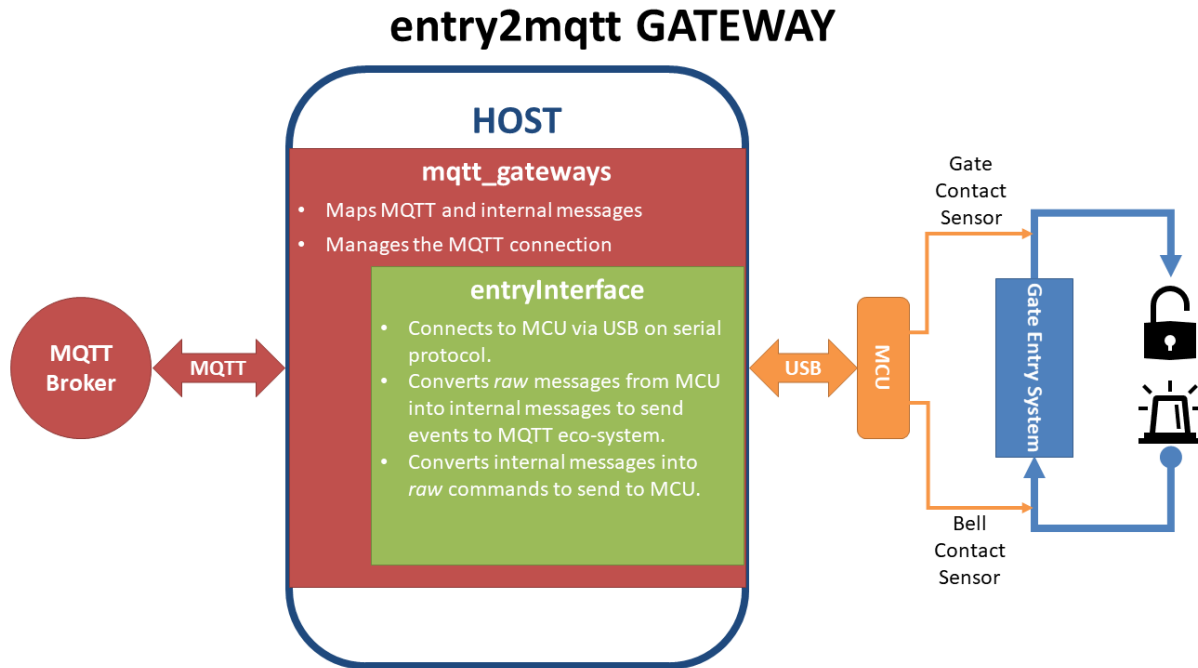 entry2mqtt GATEWAY
HOST
mqtt_gateways
• Maps MQTT and internal messages
• Manages the MQTT connection
entryInterface
• Connects to MCU via USB on serial
protocol.
• Converts raw messages from MCU
into internal messages to send
events to MQTT eco-system.
• Converts internal messages into
raw commands to send to MCU.
MQTT
Broker
MQTT
USB
MCU
Gate
Contact
Sensor
Gate Entry System
Bell
Contact
Sensor